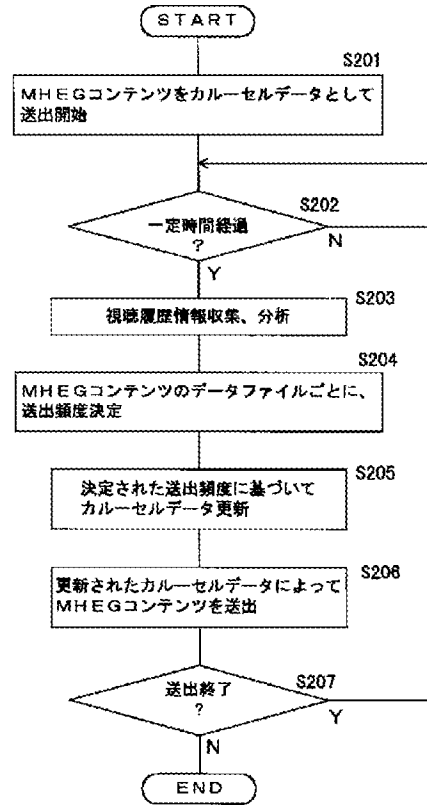 START
S201
MHEGコンテンツをカルーセルデータとして
送出開始
S202
一定時間経過
?
N
Y
S203
視聴履歴情報収集、分析
S204
MHEGコンテンツのデータファイルごとに、
送出頻度決定
S205
決定された送出頻度に基づいて
カルーセルデータ更新
S206
更新されたカルーセルデータによって
MHEGコンテンツを送出
S207
送出終了
?
Y
N
END